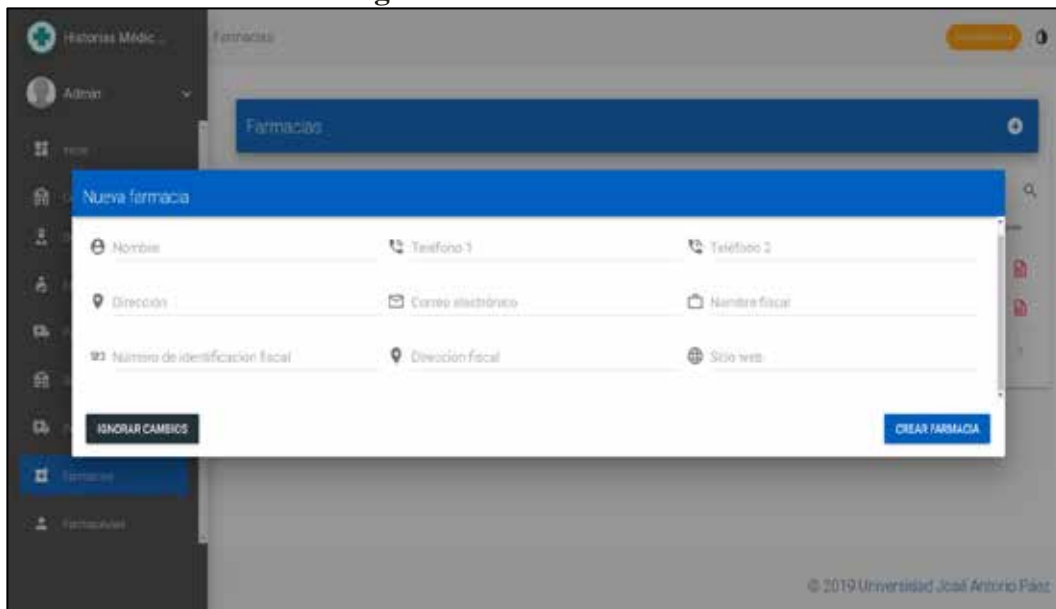 Historias Médic...
Farmacias
Admin
Farmacias
Inicio
Nueva farmacia
Nombre
Teléfono 1
Teléfono 2
Dirección
Correo electrónico
Nombre fiscal
Número de identificación fiscal
Dirección fiscal
Sitio web
IGNORAR CAMBIOS
CREAR FARMACIA
Farmacias
© 2019 Universidad José Antonio Páez